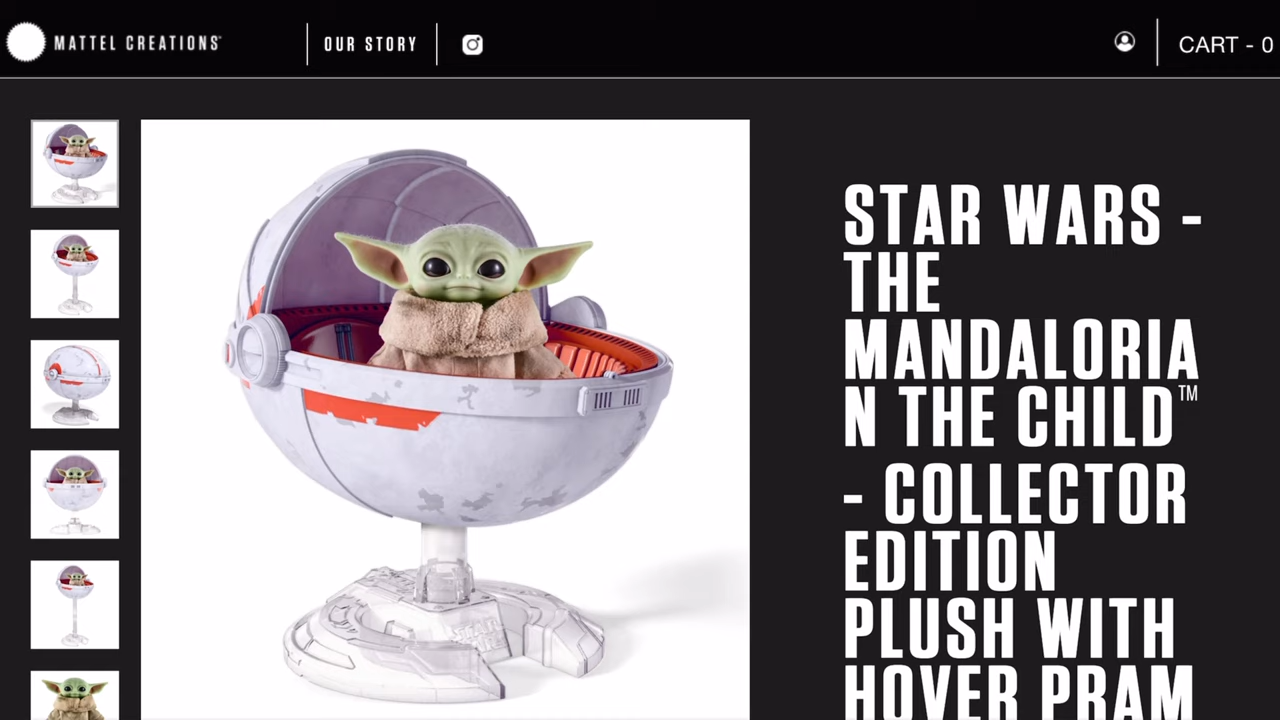 MATTEL CREATIONS
OUR STORY
CART - 0
STAR WARS -
THE
MANDALORIA
N THE CHILD™
- COLLECTOR
EDITION
PLUSH WITH
HOVER PRAM